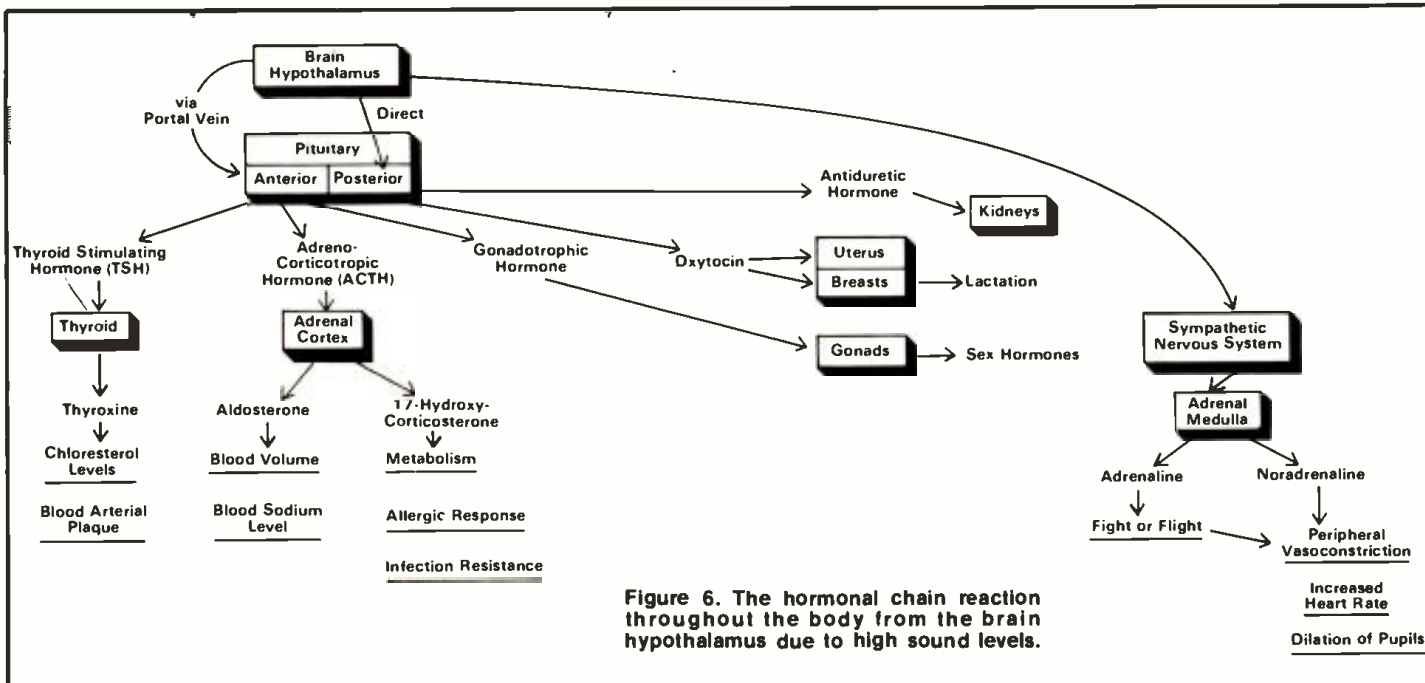 Brain
Hypothalamus
via
Portal Vein
Direct
Pituitary
Anterior
Posterior
Antiduretic
Hormone
Kidneys
Thyroid Stimulating
Hormone (TSH)
Adreno-
Corticotropic
Hormone (ACTH)
Gonadotrophic
Hormone
Oxytocin
Uterus
Breasts
Lactation
Thyroid
Adrenal
Cortex
Gonads
Sex Hormones
Sympathetic
Nervous System
Adrenal
Medulla
Thyroxine
Aldosterone
17-Hydroxy-
Corticosterone
Chloresterol
Levels
Blood Volume
Metabolism
Adrenaline
Noradrenaline
Blood Arterial
Plaque
Blood Sodium
Level
Allergic Response
Infection Resistance
Fight or Flight
Peripheral
Vasoconstriction
Increased
Heart Rate
Dilation of Pupils
Figure 6. The hormonal chain reaction
throughout the body from the brain
hypothalamus due to high sound levels.